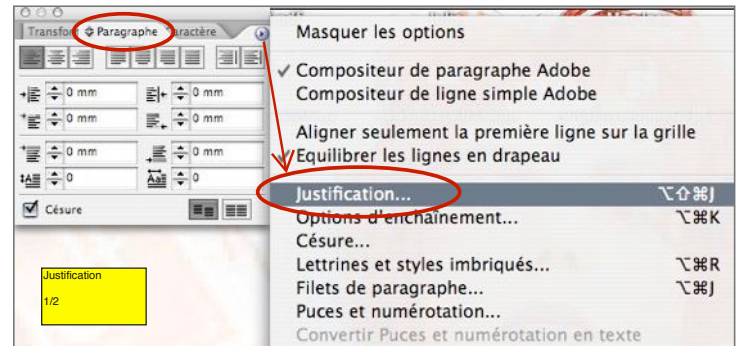 Transfor Paragraphe aractère
0 mm 0 mm
0 mm 0 mm
0 mm 0 mm
0 0
Césure
Justification
1/2
Masquer les options
✓ Compositeur de paragraphe Adobe
Compositeur de ligne simple Adobe
Aligner seulement la première ligne sur la grille
✓ Equilibrer les lignes en drapeau
Justification... ⌥⇧⌘J
Options d'enchaînement... ⌥⌘K
Césure...
Lettrines et styles imbriqués... ⌥⌘R
Filets de paragraphe... ⌥⌘J
Puces et numérotation...
Convertir Puces et numérotation en texte